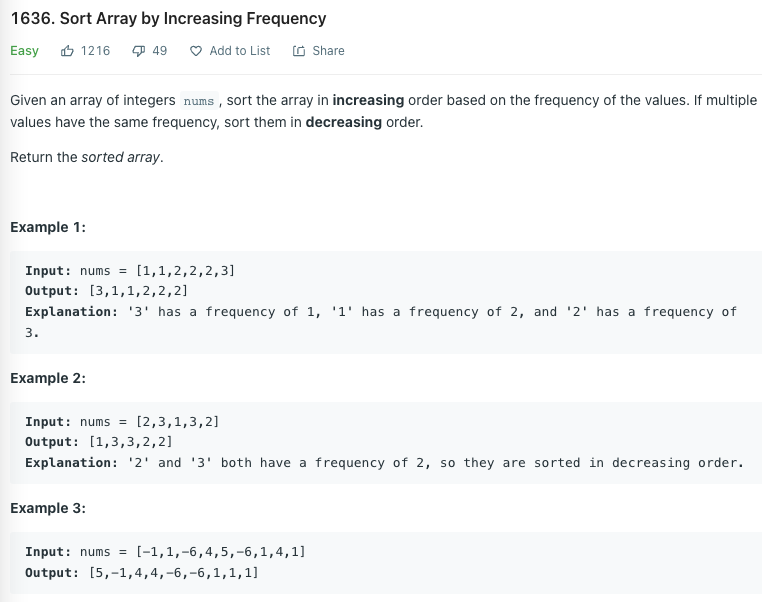 1636. Sort Array by Increasing Frequency
Easy 1216 49 Add to List Share
Given an array of integers nums , sort the array in increasing order based on the frequency of the values. If multiple
values have the same frequency, sort them in decreasing order.
Return the sorted array.
Example 1:
Input: nums = [1,1,2,2,2,3]
Output: [3,1,1,2,2,2]
Explanation: '3' has a frequency of 1, '1' has a frequency of 2, and '2' has a frequency of
3.
Example 2:
Input: nums = [2,3,1,3,2]
Output: [1,3,3,2,2]
Explanation: '2' and '3' both have a frequency of 2, so they are sorted in decreasing order.
Example 3:
Input: nums = [-1,1,-6,4,5,-6,1,4,1]
Output: [5,-1,4,4,-6,-6,1,1,1]